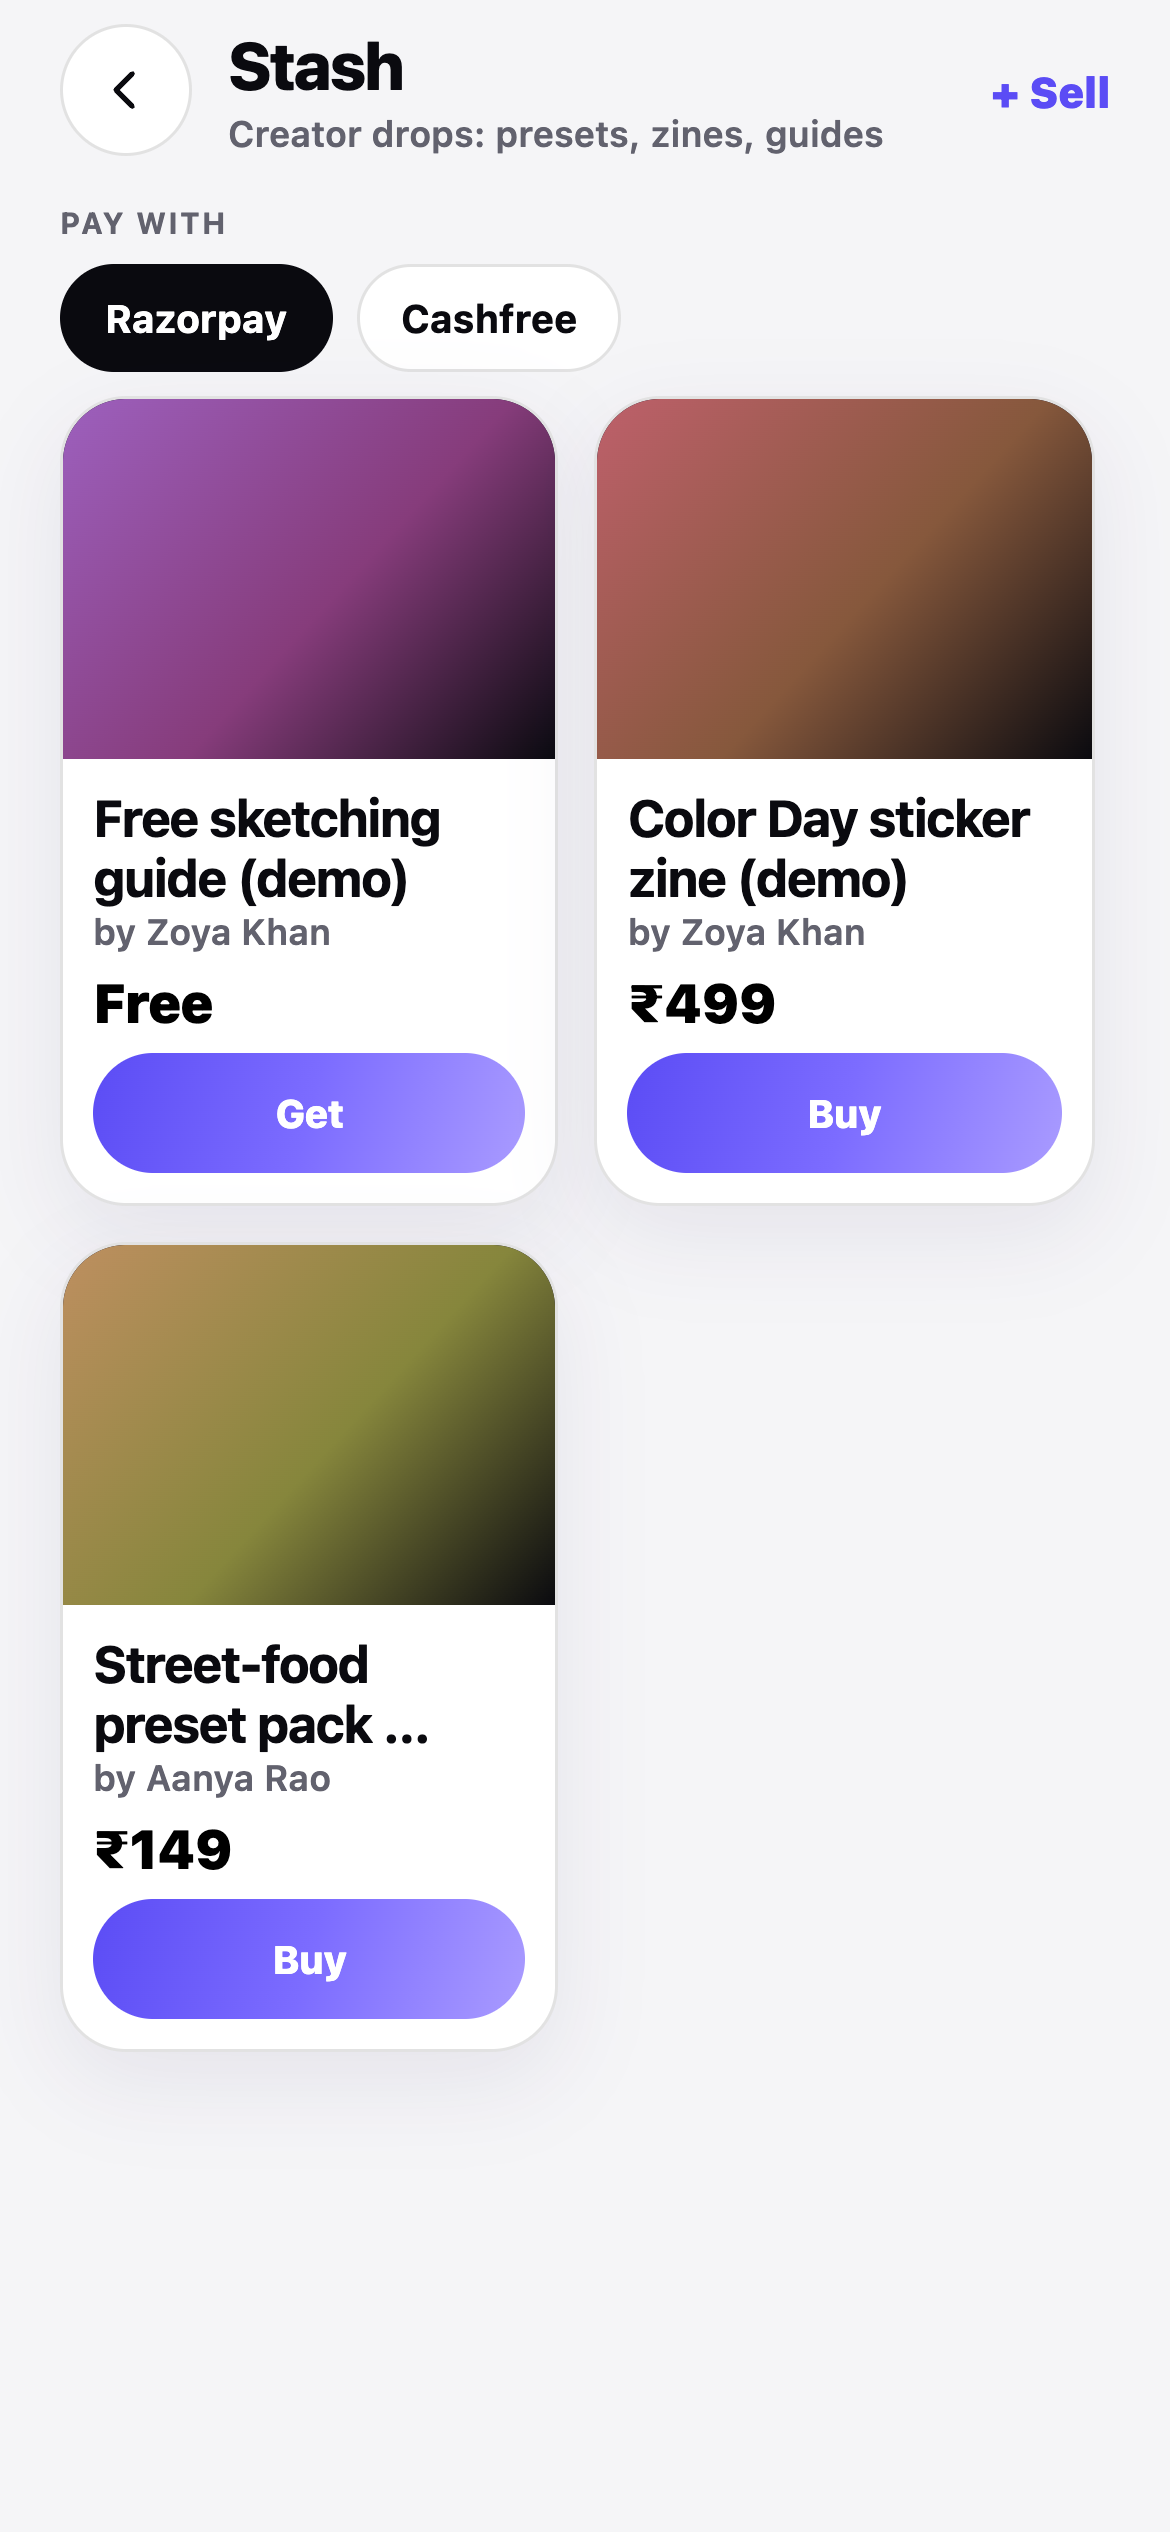 Stash
Creator drops: presets, zines, guides
+ Sell
PAY WITH
Razorpay
Cashfree
Free sketching
guide (demo)
by Zoya Khan
Free
Get
Color Day sticker
zine (demo)
by Zoya Khan
₹499
Buy
Street-food
preset pack ...
by Aanya Rao
₹149
Buy